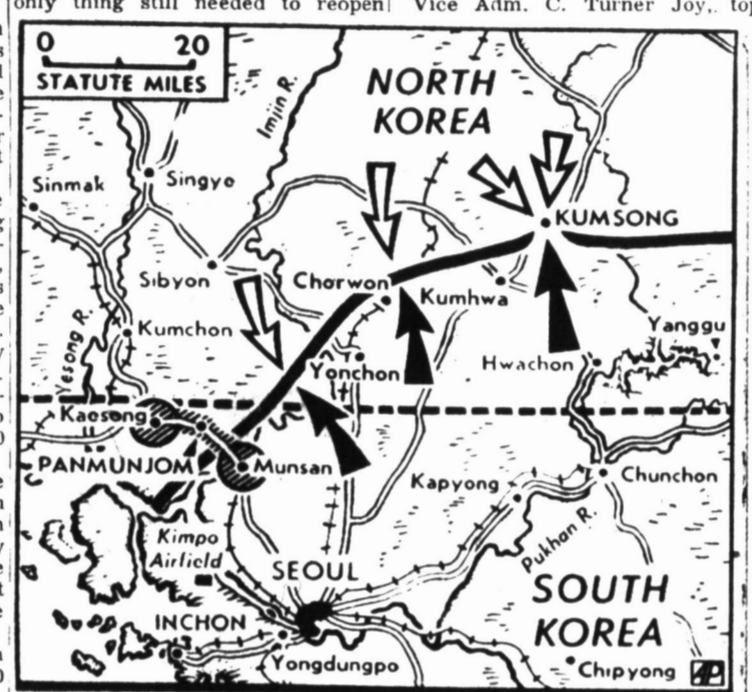 only thing still needed to reopen
Vice Adm. C. Turner Joy,
0 20
STATUTE MILES
Imjin R.
NORTH
KOREA
Sinmak
Singye
KUMSONG
Sibyon
Chorwon
Kumhwa
Yesong R.
Kumchon
Yanggu
Hwachon
Yonchon
Kaesong
PANMUNJOM
Munsan
Kapyong
Chunchon
Kimpo
Airfield
Pukhan R.
SEOUL
SOUTH
KOREA
INCHON
Yongdungpo
Chipyong
AP